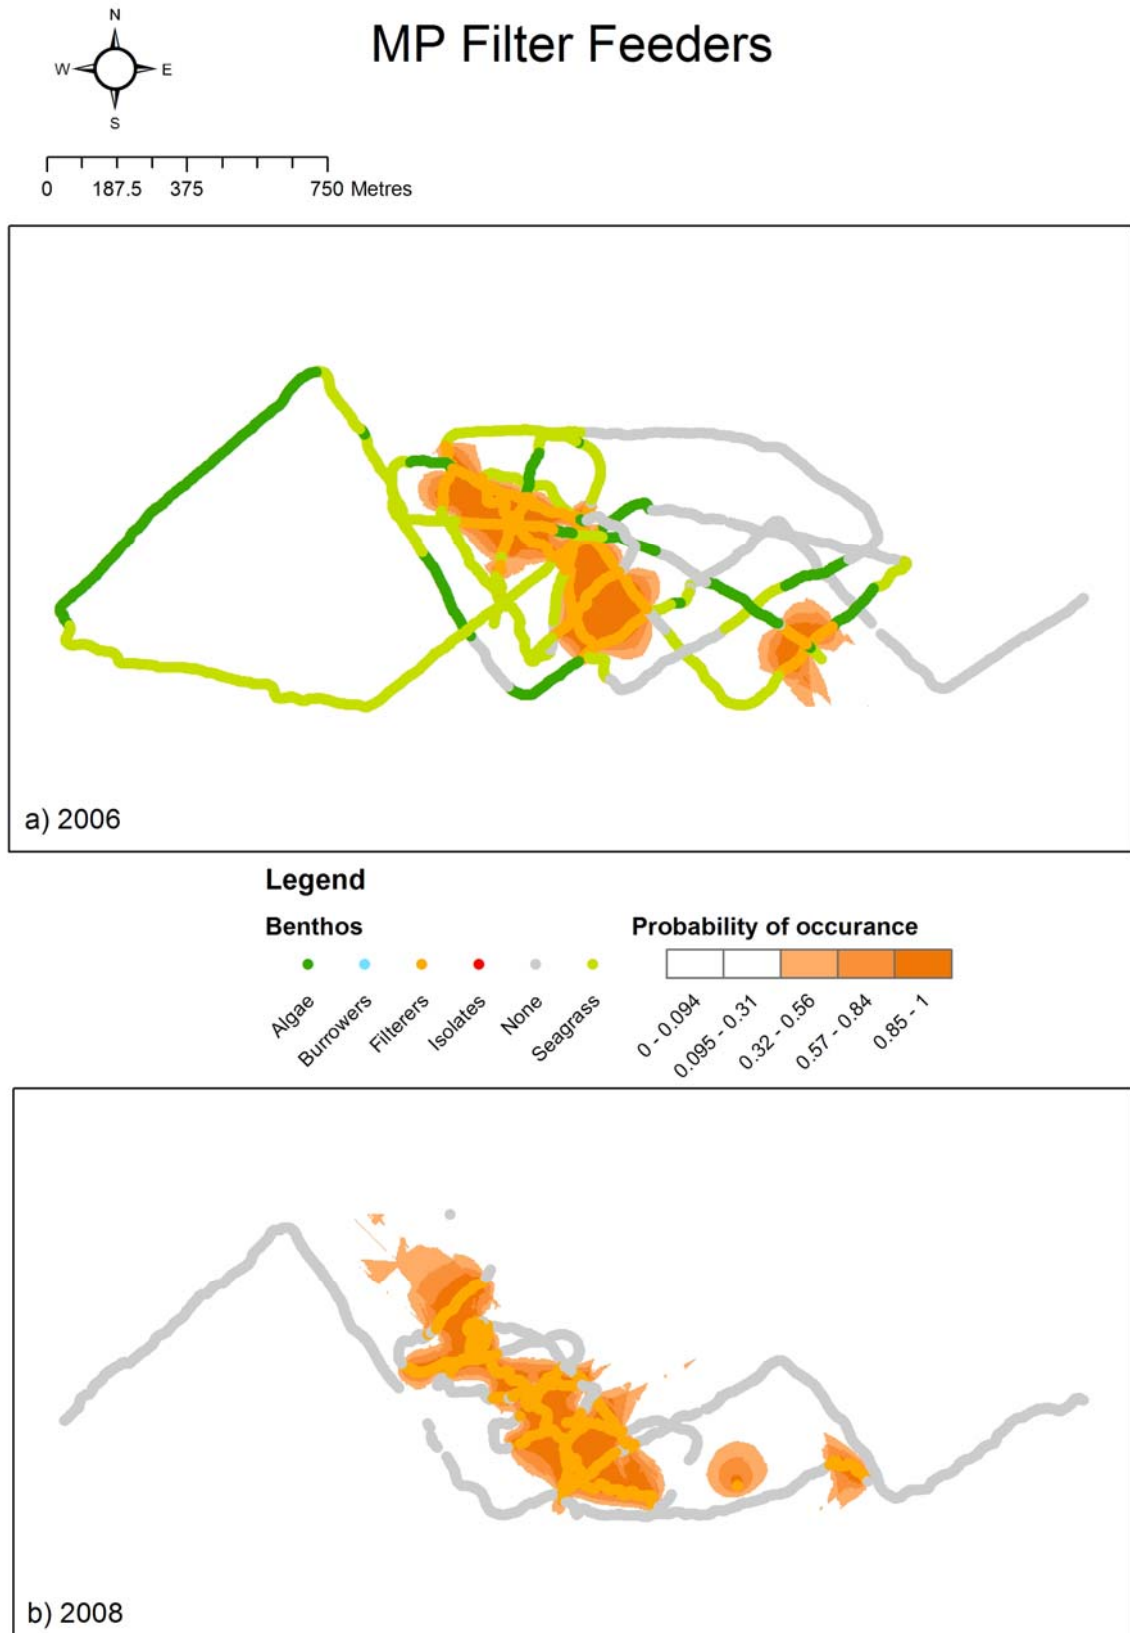 N
MP Filter Feeders
W E
S
0 187.5 375 750 Metres
a) 2006
Legend
Benthos Probability of occurance
Algae
Burrowers
Filterers
Isolates
None
Seagrass
0 - 0.094
0.095 - 0.31
0.32 - 0.56
0.57 - 0.84
0.85 - 1
b) 2008